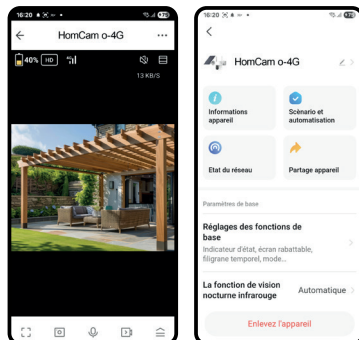 16:20
HomCam o-4G
40% HD
13 KB/S
16:20
HomCam o-4G
Informations
appareil
Scénario et
automatisation
Etat du réseau
Partage appareil
Paramètres de base
Réglages des fonctions de
base
Indicateur d'état, écran rabattable,
filigrane temporel, mode...
La fonction de vision
nocturne infrarouge
Automatique
Enlevez l'appareil